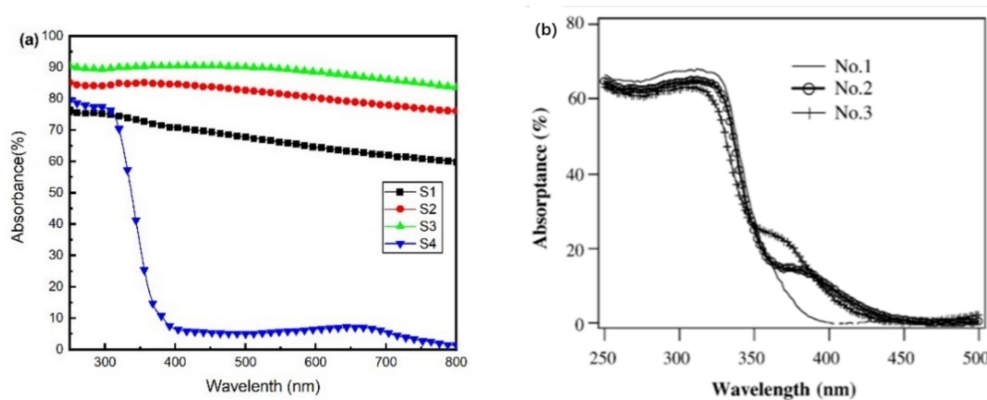 (a)
100
90
80
70
60
50
40
30
20
10
0
Absorbance(%)
S1
S2
S3
S4
300 400 500 600 700 800
Wavelenth (nm)
(b)
No.1
No.2
No.3
60
40
20
0
Absorptance (%)
250 300 350 400 450 500
Wavelength (nm)